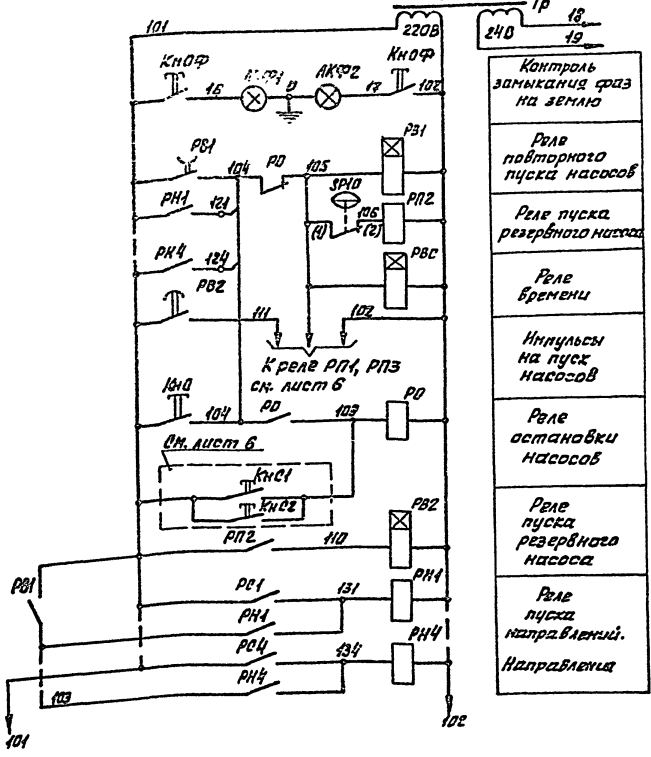 Тр
101
220В
24В
18
19
КнОФ
16
АКФ1
0
АКФ2
17
КнОФ
102
Контроль
замыкания фаз
на землю
РВ1
104
РО
105
РВ1
Реле
повторного
пуска насосов
РН1
121
SP10
(1)
106
(2)
РП2
Реле пуска
резервного насоса
РН4
124
РВС
Реле
времени
РВ2
111
102
К реле РП1, РП3
см. лист 6
Импульсы
на пуск
насосов
КнО
104
РО
103
РО
Реле
остановки
насосов
См. лист 6
КнС1
КнС2
РП2
110
РВ2
Реле
пуска
резервного
насоса
РВ1
РС1
131
РН1
РН1
Реле
пуска
направлений.
РС4
134
РН4
Направления
РН4
103
101
102